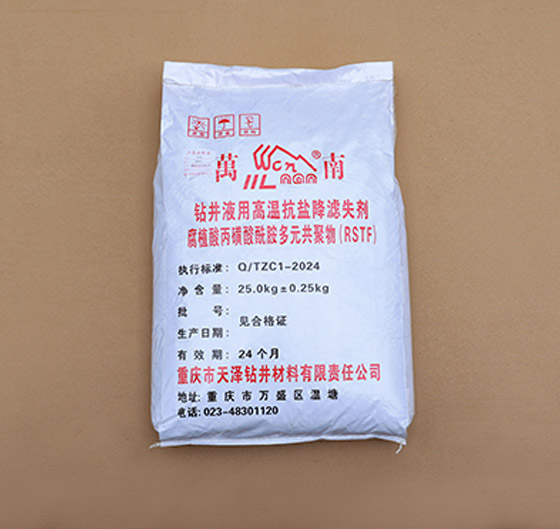 萬 南®
钻井液用高温抗盐降滤失剂
腐植酸丙磺酸酰胺多元共聚物(RSTF)
执行标准: Q/TZC1-2024
净含量: 25.0kg±0.25kg
批号:
见合格证
生产日期:
有效期: 24个月
重庆市天泽钻井材料有限责任公司
地址: 重庆市万盛区温塘
电话: 023-48301120